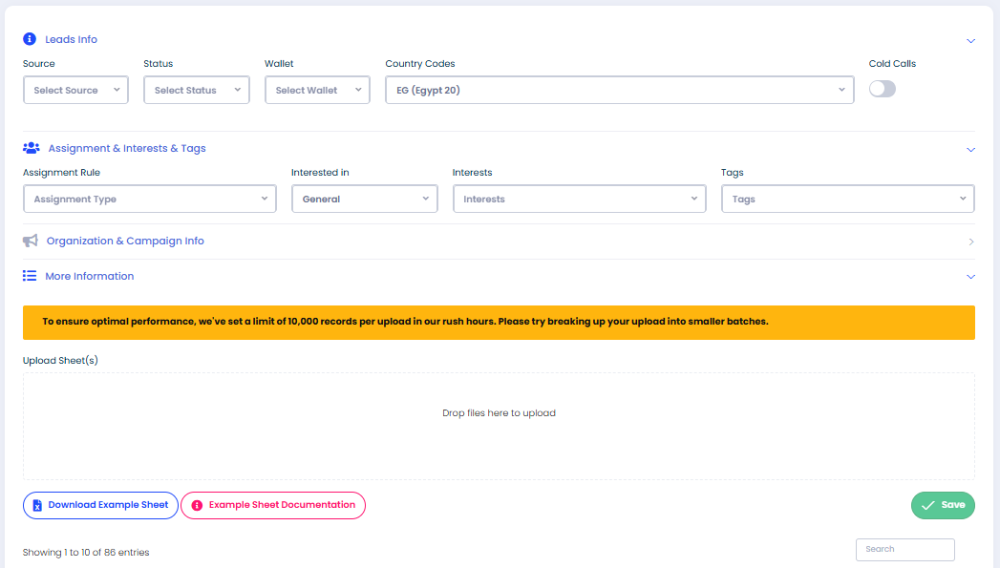 Leads Info
Source Status Wallet Country Codes Cold Calls
Select Source Select Status Select Wallet EG (Egypt 20)
Assignment & Interests & Tags
Assignment Rule Interested in Interests Tags
Assignment Type General Interests Tags
Organization & Campaign Info
More Information
To ensure optimal performance, we've set a limit of 10,000 records per upload in our rush hours. Please try breaking up your upload into smaller batches.
Upload Sheet(s)
Drop files here to upload
Download Example Sheet Example Sheet Documentation Save
Showing 1 to 10 of 86 entries Search